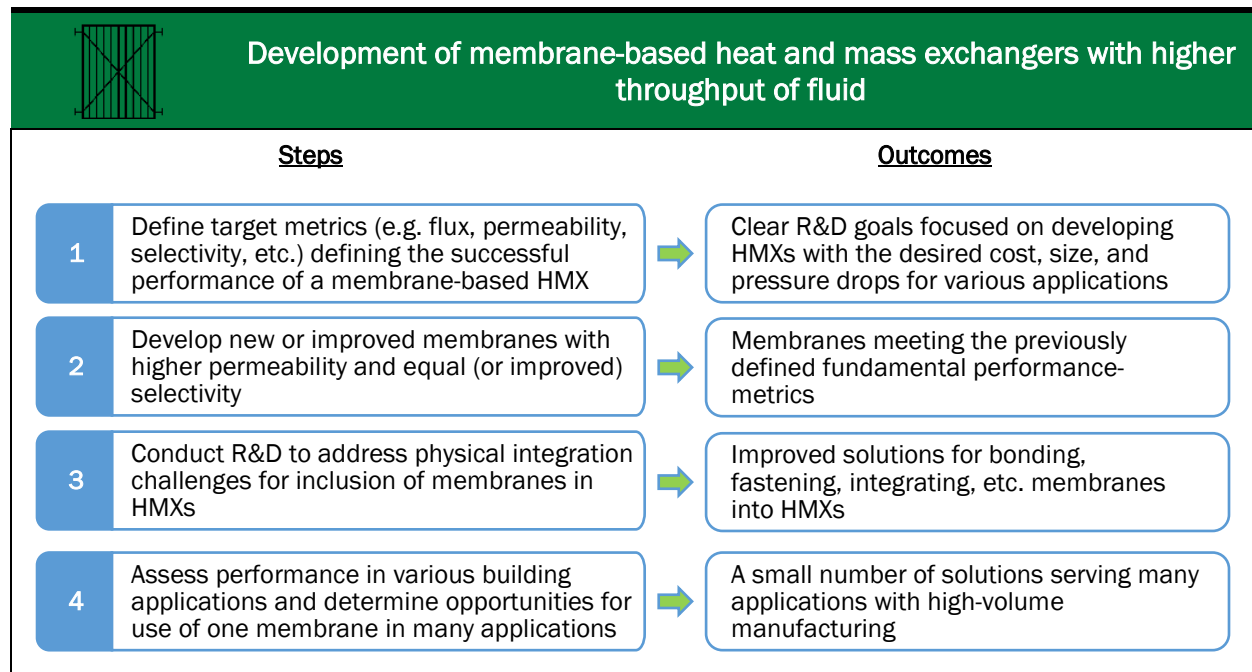 Development of membrane-based heat and mass exchangers with higher
throughput of fluid
Steps
Outcomes
1
Define target metrics (e.g. flux, permeability,
selectivity, etc.) defining the successful
performance of a membrane-based HMX
Clear R&D goals focused on developing
HMXs with the desired cost, size, and
pressure drops for various applications
2
Develop new or improved membranes with
higher permeability and equal (or improved)
selectivity
Membranes meeting the previously
defined fundamental performance-
metrics
3
Conduct R&D to address physical integration
challenges for inclusion of membranes in
HMXs
Improved solutions for bonding,
fastening, integrating, etc. membranes
into HMXs
4
Assess performance in various building
applications and determine opportunities for
use of one membrane in many applications
A small number of solutions serving many
applications with high-volume
manufacturing